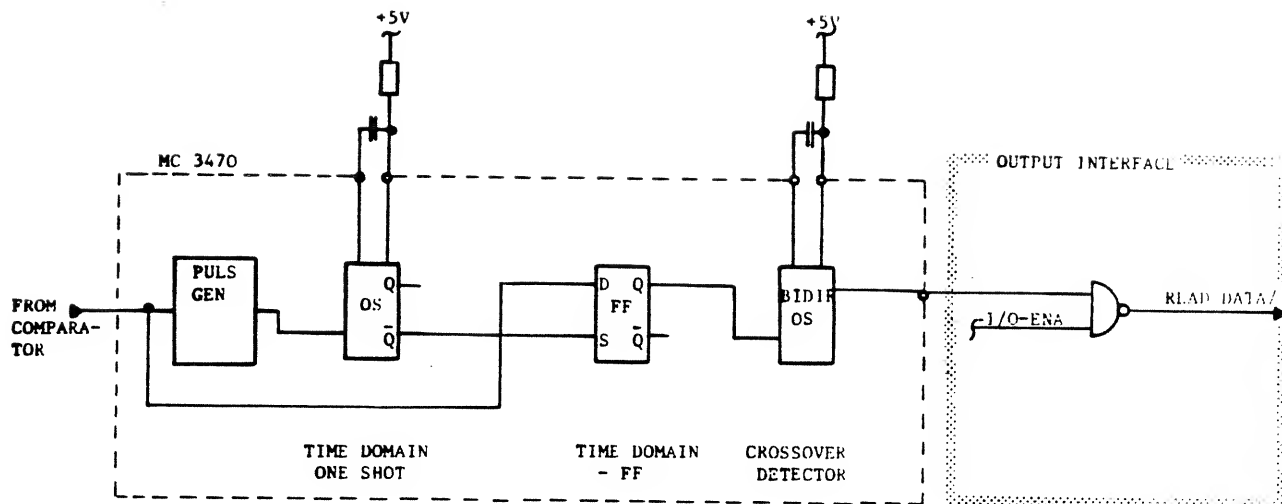 +5V
+5V
MC 3470
OUTPUT INTERFACE
PULS
GEN
Q
OS
Q
D
Q
FF
S
Q
BIDIR
OS
FROM
COMPARA-
TOR
I/O-ENA
READ DATA/
TIME DOMAIN
ONE SHOT
TIME DOMAIN
- FF
CROSSOVER
DETECTOR